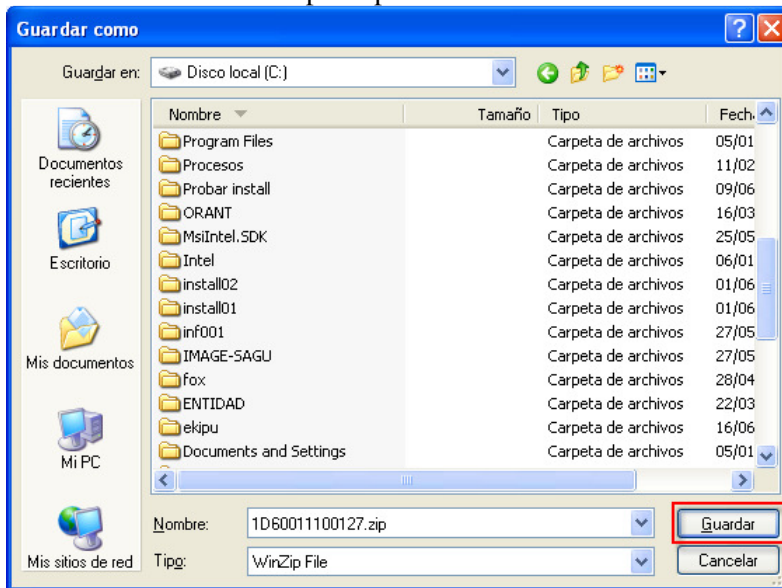 Guardar como
Guardar en: Disco local (C:)
Nombre Tamaño Tipo Fech
Program Files Carpeta de archivos 05/01
Procesos Carpeta de archivos 11/02
Probar install Carpeta de archivos 09/06
ORANT Carpeta de archivos 16/03
MsiIntel.SDK Carpeta de archivos 25/05
Intel Carpeta de archivos 06/01
install02 Carpeta de archivos 01/06
install01 Carpeta de archivos 01/06
inf001 Carpeta de archivos 27/05
IMAGE-SAGU Carpeta de archivos 27/05
fox Carpeta de archivos 28/04
ENTIDAD Carpeta de archivos 22/03
ekipu Carpeta de archivos 16/06
Documents and Settings Carpeta de archivos 05/01
Documentos
recientes
Escritorio
Mis documentos
Mi PC
Mis sitios de red
Nombre: 1D60011100127.zip Guardar
Tipo: WinZip File Cancelar